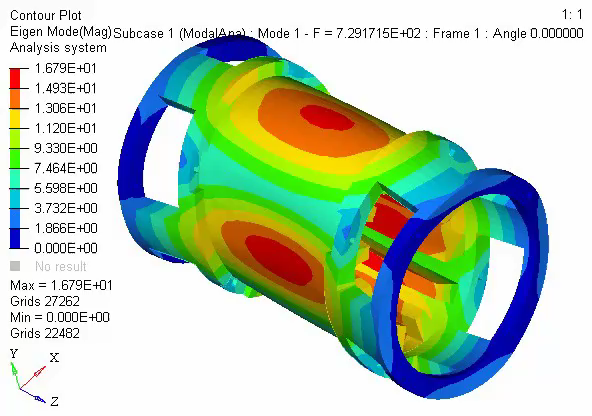 Contour Plot
1: 1
Eigen Mode(Mag)
Subcase 1 (ModalAna) : Mode 1 - F = 7.291715E+02 : Frame 1 : Angle 0.000000
Analysis system
1.679E+01
1.493E+01
1.306E+01
1.120E+01
9.330E+00
7.464E+00
5.598E+00
3.732E+00
1.866E+00
0.000E+00
No result
Max = 1.679E+01
Grids 27262
Min = 0.000E+00
Grids 22482
Y
X
Z